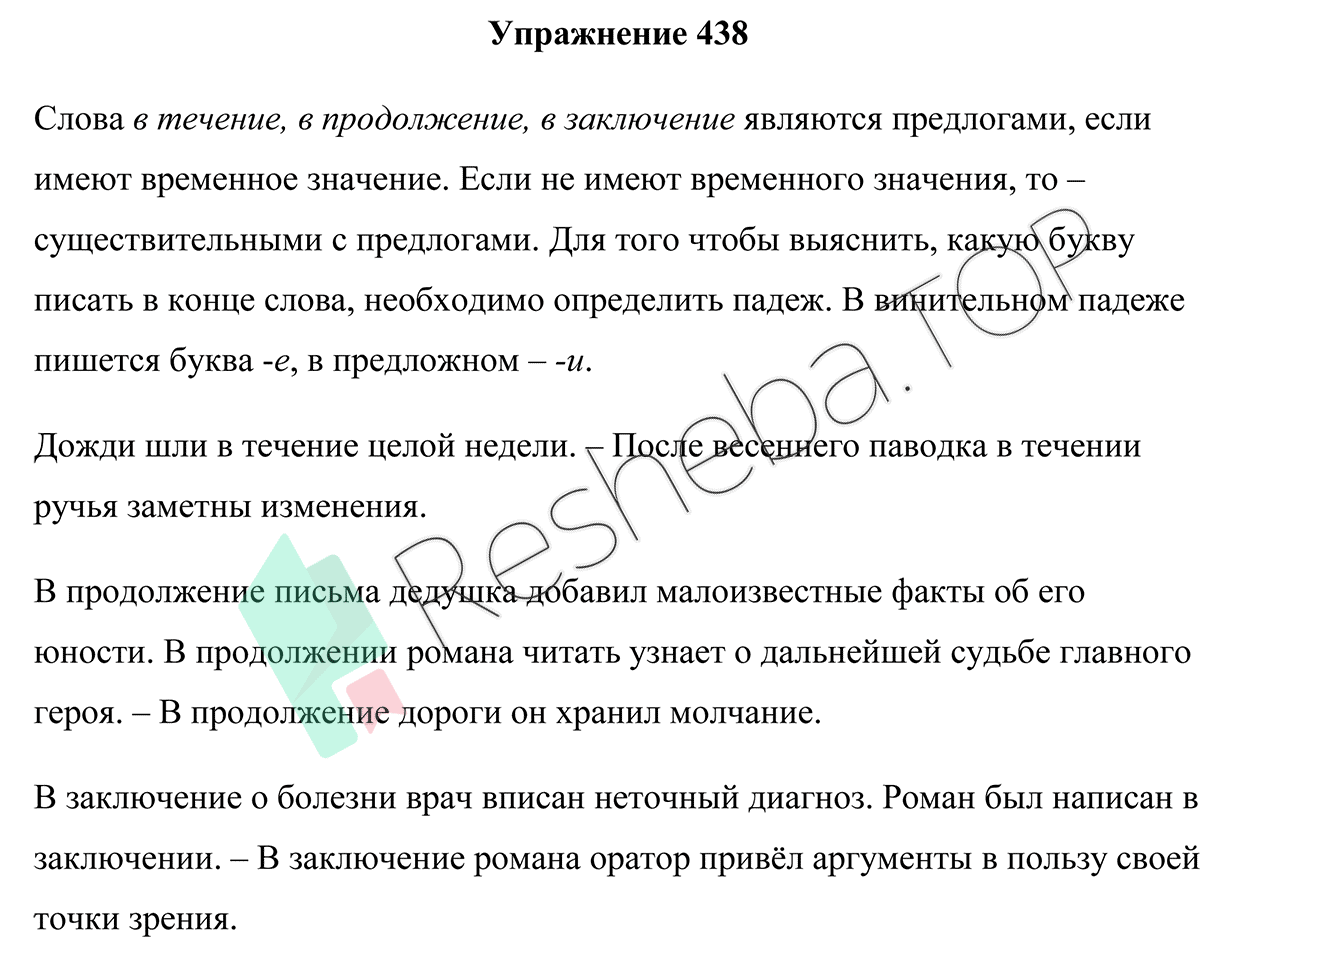 Упражнение 438
Слова в течение, в продолжение, в заключение являются предлогами, если
имеют временное значение. Если не имеют временного значения, то –
существительными с предлогами. Для того чтобы выяснить, какую букву
писать в конце слова, необходимо определить падеж. В винительном падеже
пишется буква -е, в предложном – -и.
Дожди шли в течение целой недели. – После весеннего паводка в течении
ручья заметны изменения.
В продолжение письма дедушка добавил малоизвестные факты об его
юности. В продолжении романа читать узнает о дальнейшей судьбе главного
героя. – В продолжение дороги он хранил молчание.
В заключение о болезни врач вписан неточный диагноз. Роман был написан в
заключении. – В заключение романа оратор привёл аргументы в пользу своей
точки зрения.
Resheba.TOP